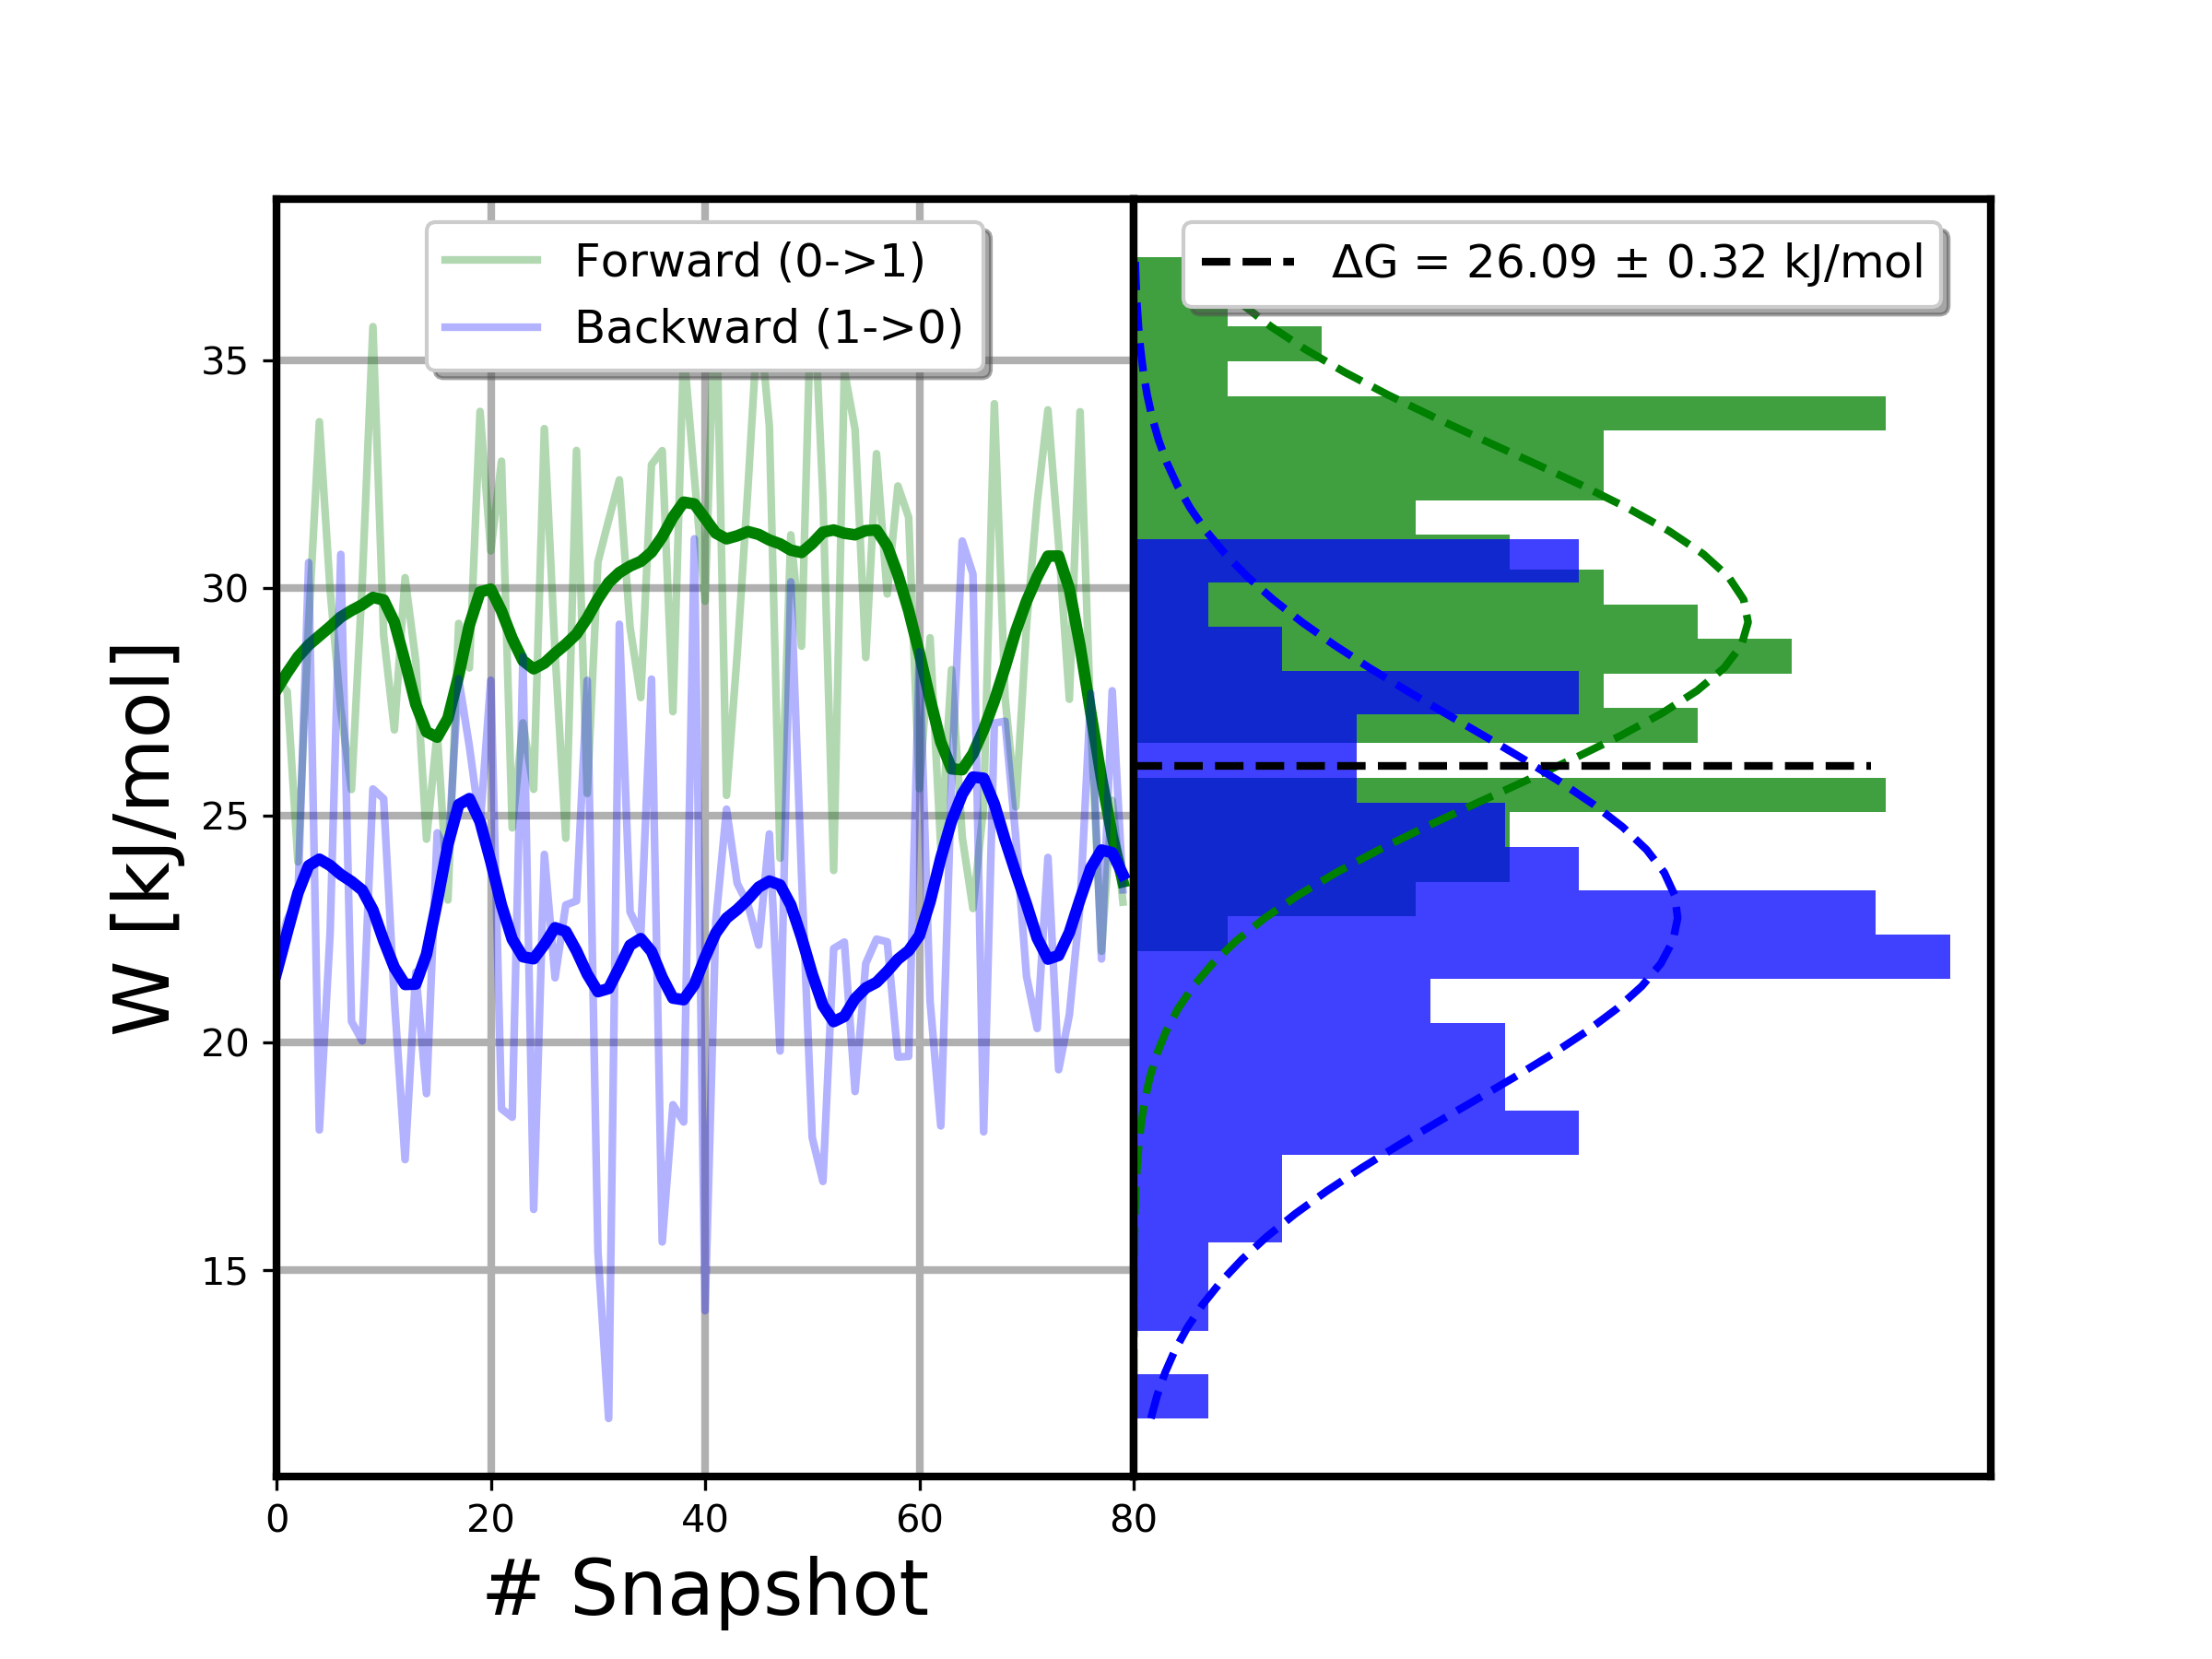 Forward (0->1)
Backward (1->0)
ΔG = 26.09 ± 0.32 kJ/mol
W [kJ/mol]
35
30
25
20
15
0 20 40 60 80
# Snapshot